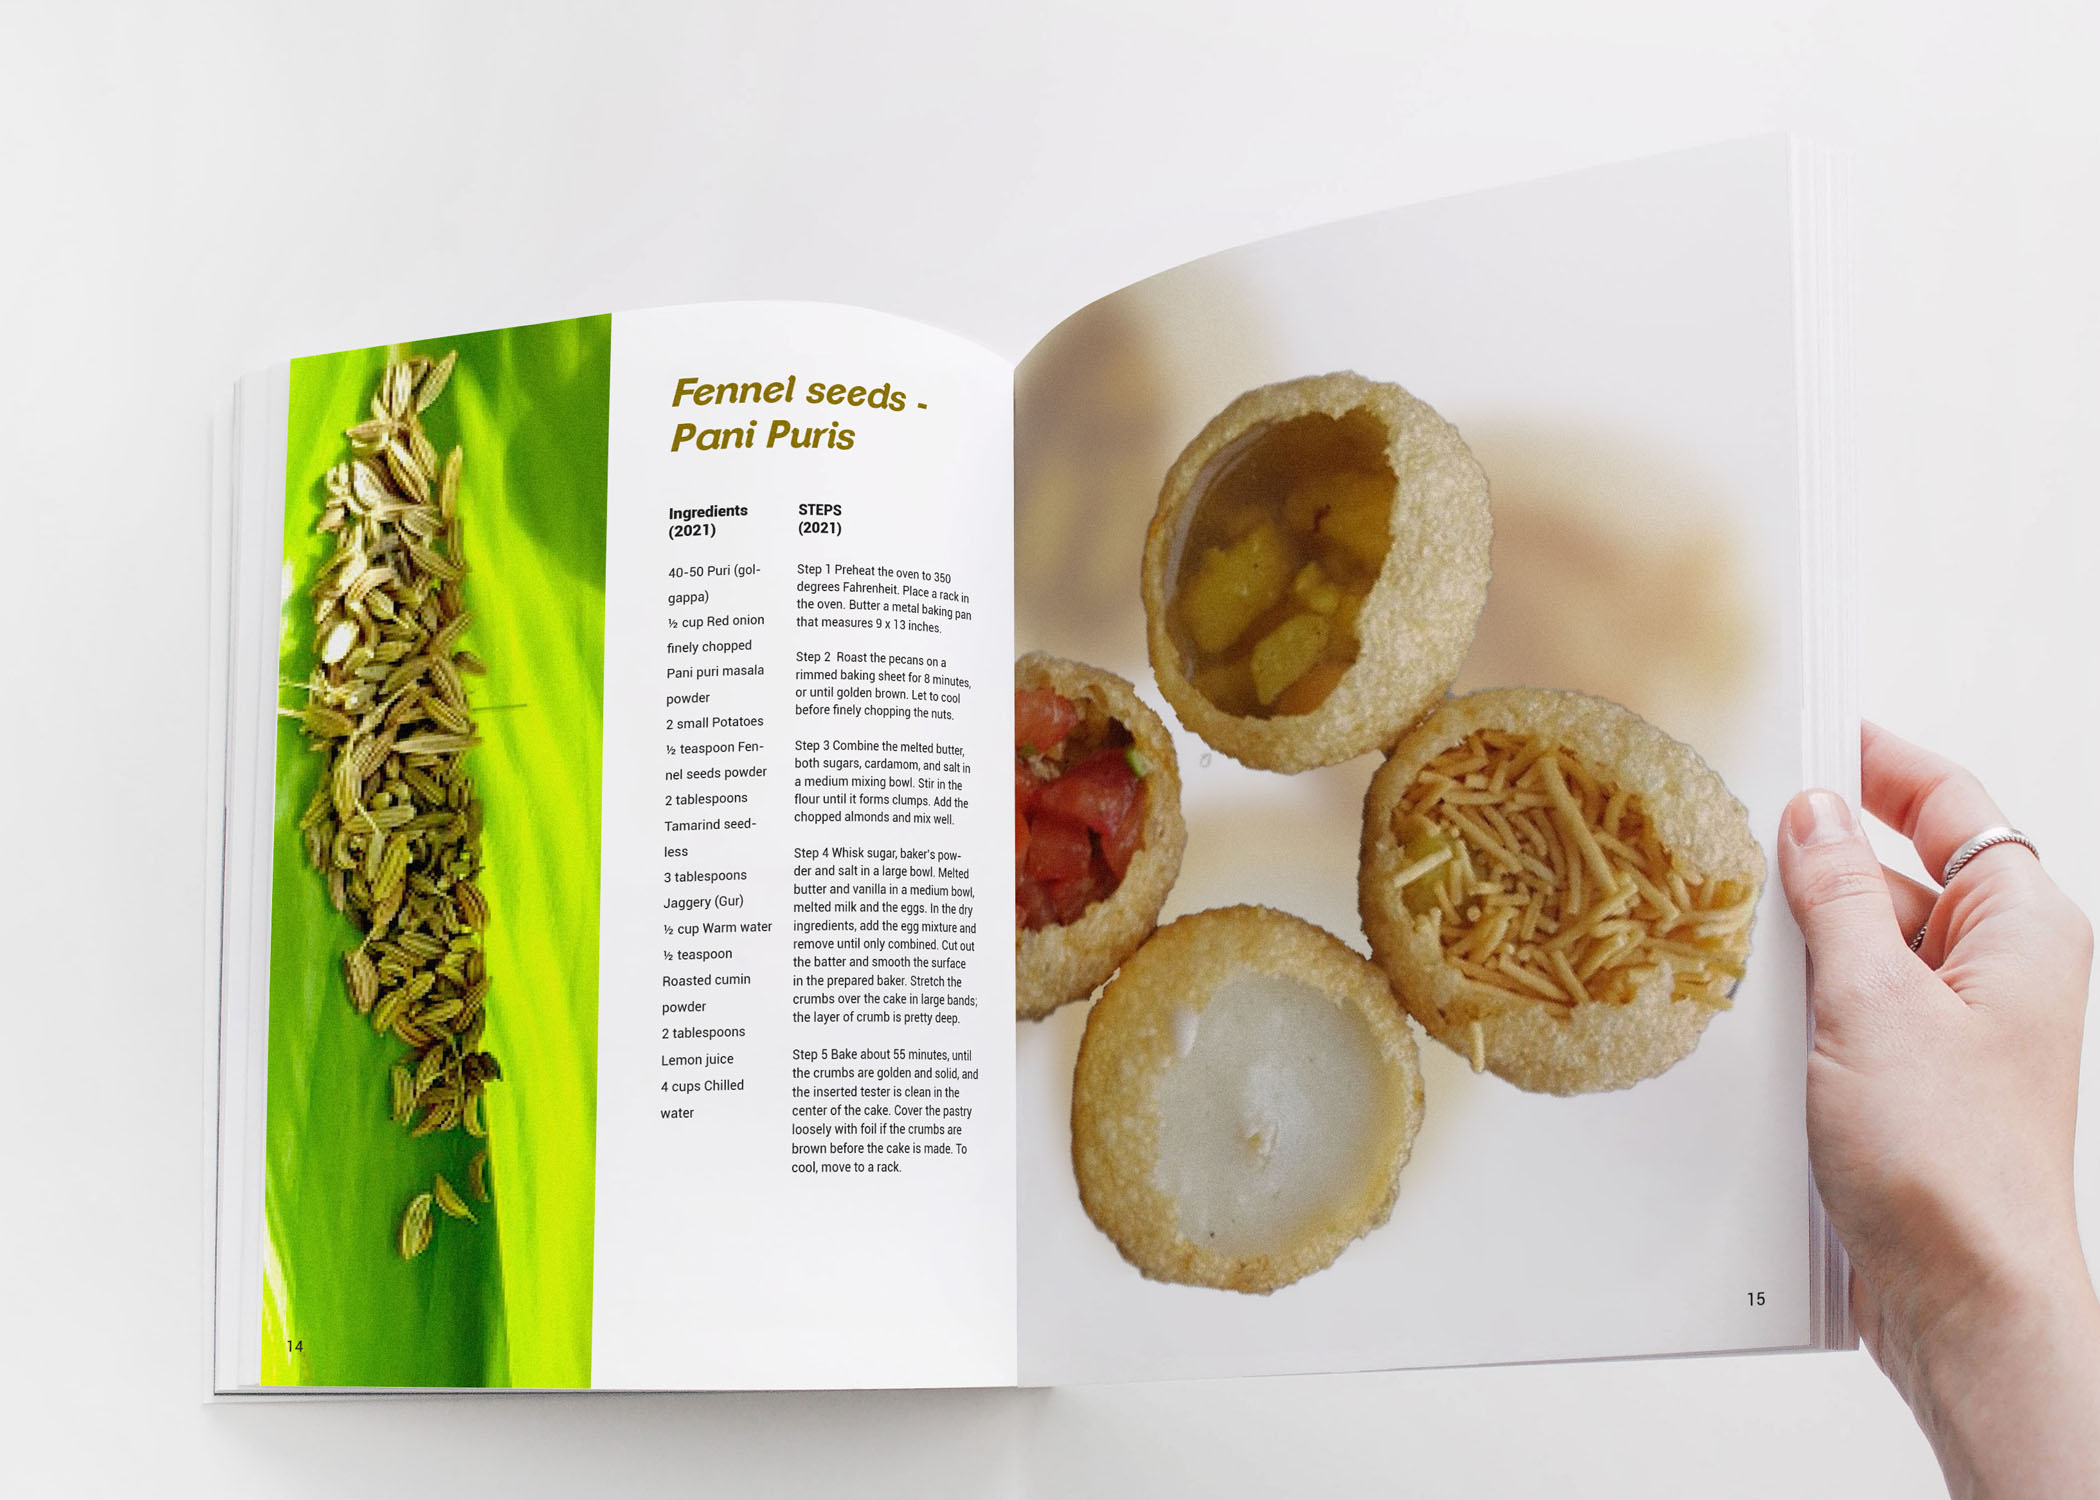 Fennel seeds -
Pani Puris
Ingredients
(2021)
40-50 Puri (gol-
gappa)
½ cup Red onion
finely chopped
Pani puri masala
powder
2 small Potatoes
½ teaspoon Fen-
nel seeds powder
2 tablespoons
Tamarind seed-
less
3 tablespoons
Jaggery (Gur)
½ cup Warm water
½ teaspoon
Roasted cumin
powder
2 tablespoons
Lemon juice
4 cups Chilled
water
STEPS
(2021)
Step 1 Preheat the oven to 350
degrees Fahrenheit. Place a rack in
the oven. Butter a metal baking pan
that measures 9 x 13 inches.
Step 2  Roast the pecans on a
rimmed baking sheet for 8 minutes,
or until golden brown. Let to cool
before finely chopping the nuts.
Step 3 Combine the melted butter,
both sugars, cardamom, and salt in
a medium mixing bowl. Stir in the
flour until it forms clumps. Add the
chopped almonds and mix well.
Step 4 Whisk sugar, baker's pow-
der and salt in a large bowl. Melted
butter and vanilla in a medium bowl,
melted milk and the eggs. In the dry
ingredients, add the egg mixture and
remove until only combined. Cut out
the batter and smooth the surface
in the prepared baker. Stretch the
crumbs over the cake in large bands;
the layer of crumb is pretty deep.
Step 5 Bake about 55 minutes, until
the crumbs are golden and solid, and
the inserted tester is clean in the
center of the cake. Cover the pastry
loosely with foil if the crumbs are
brown before the cake is made. To
cool, move to a rack.
14
15